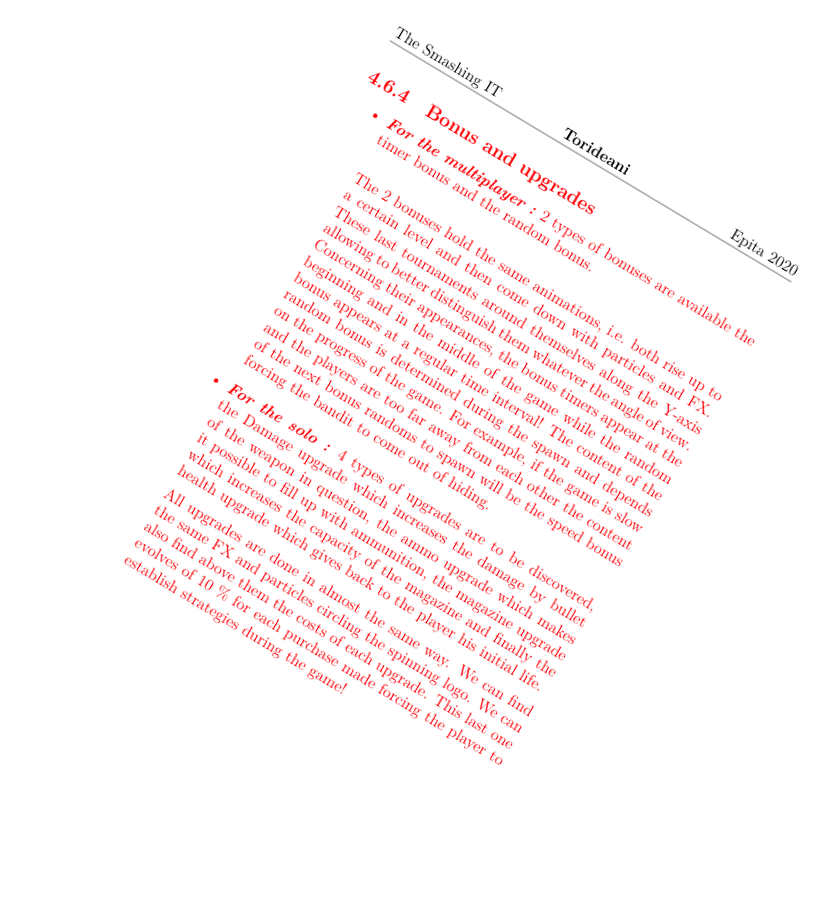 The Smashing IT Torideani Epita 2020
4.6.4 Bonus and upgrades
• For the multiplayer : 2 types of bonuses are available the
timer bonus and the random bonus.
The 2 bonuses hold the same animations, i.e. both rise up to
a certain level and then come down with particles and FX.
These last tournaments around themselves along the Y-axis
allowing to better distinguish them whatever the angle of view.
Concerning their appearances, the bonus timers appear at the
beginning and in the middle of the game while the random
bonus appears at a regular time interval! The content of the
random bonus is determined during the spawn and depends
on the progress of the game. For example, if the game is slow
and the players are too far away from each other the content
of the next bonus randoms to spawn will be the speed bonus
forcing the bandit to come out of hiding.
• For the solo : 4 types of upgrades are to be discovered,
the Damage upgrade which increases the damage by bullet
of the weapon in question, the ammo upgrade which makes
it possible to fill up with ammunition, the magazine upgrade
which increases the capacity of the magazine and finally the
health upgrade which gives back to the player his initial life.
All upgrades are done in almost the same way. We can find
the same FX and particles circling the spinning logo. We can
also find above them the costs of each upgrade. This last one
evolves of 10 % for each purchase made forcing the player to
establish strategies during the game!